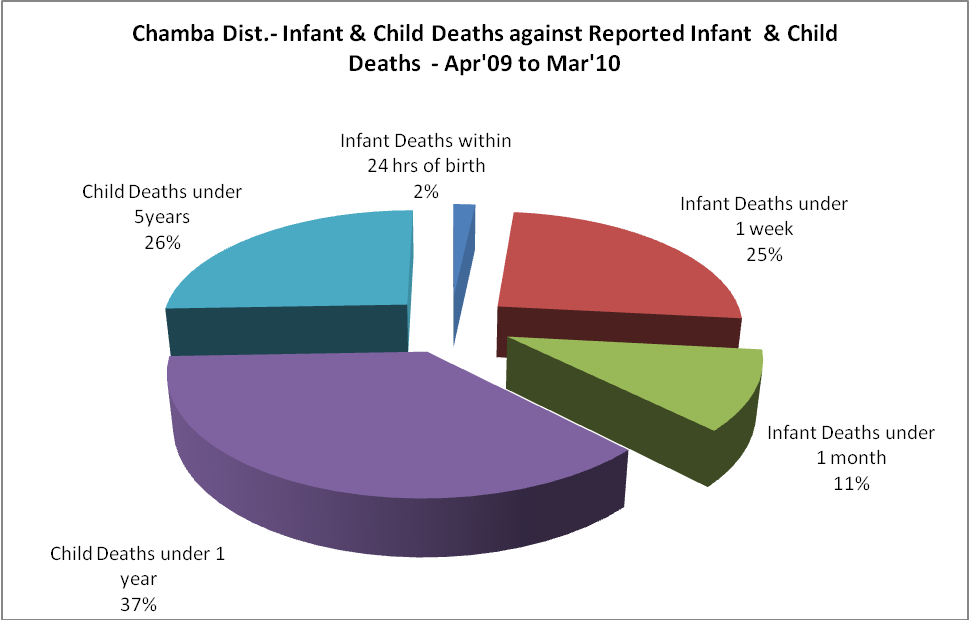 Chamba Dist.- Infant & Child Deaths against Reported Infant & Child
Deaths - Apr'09 to Mar'10
Infant Deaths within
24 hrs of birth
2%
Infant Deaths under
1 week
25%
Infant Deaths under
1 month
11%
Child Deaths under 1
year
37%
Child Deaths under
5years
26%